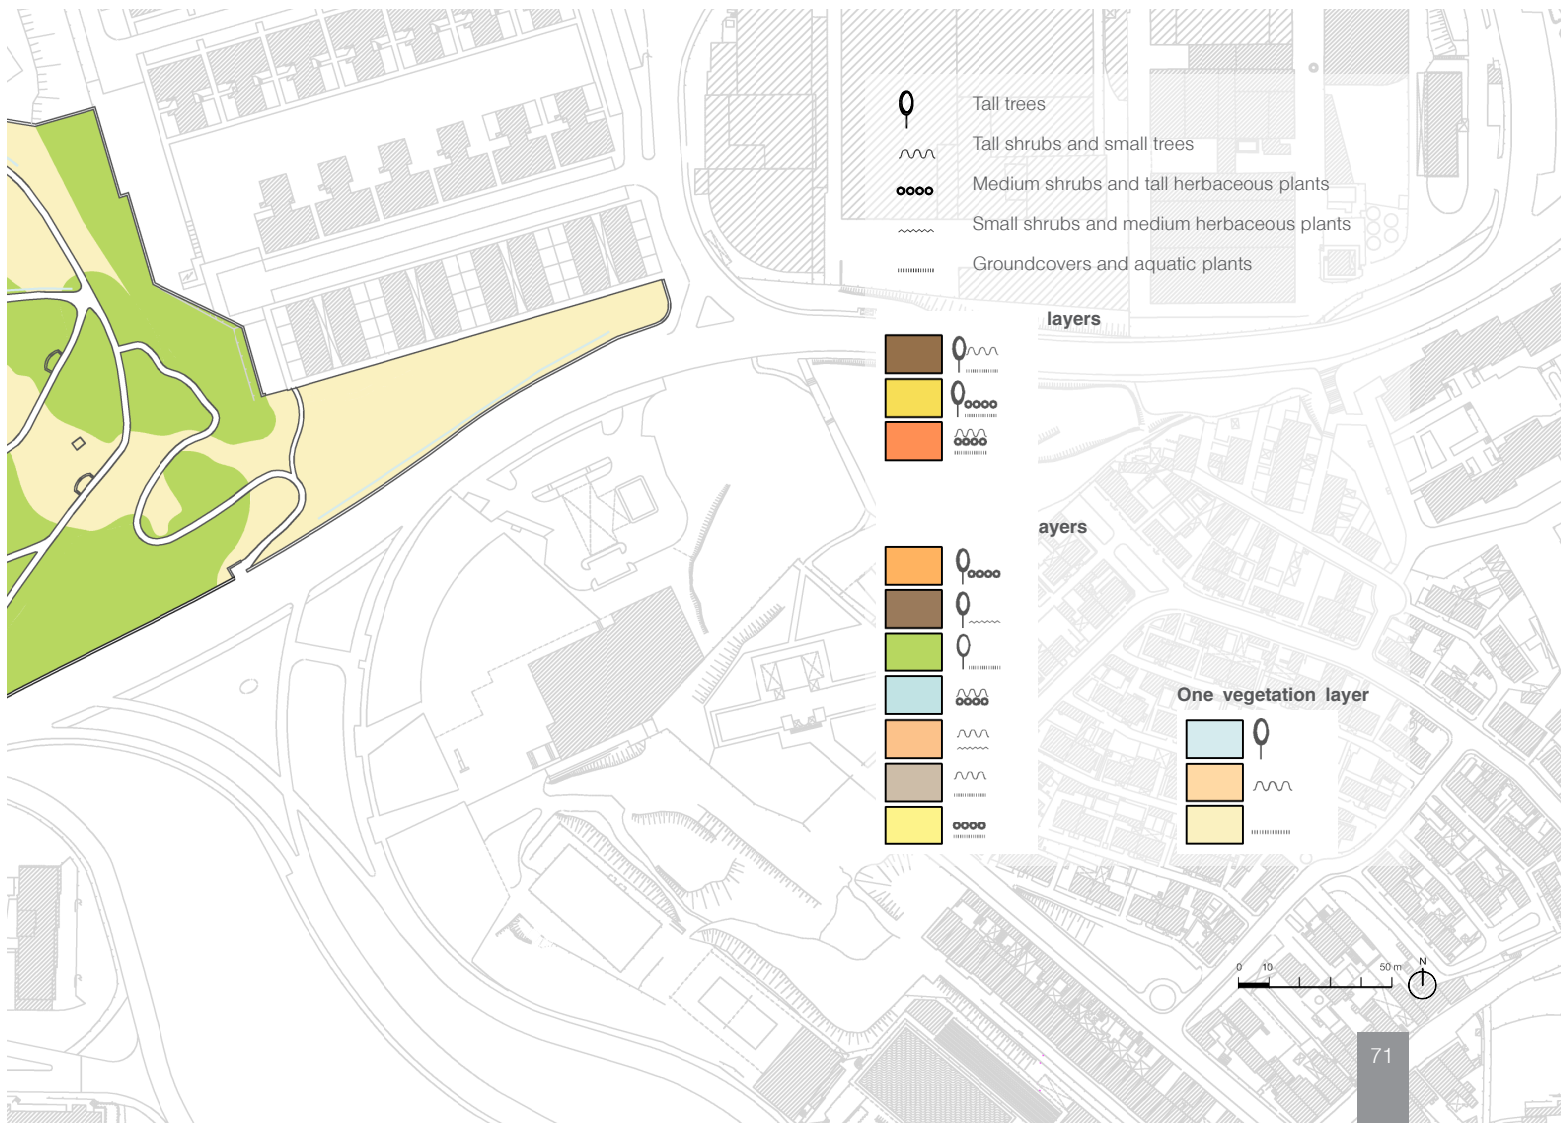 Tall trees
Tall shrubs and small trees
Medium shrubs and tall herbaceous plants
Small shrubs and medium herbaceous plants
Groundcovers and aquatic plants
layers
ayers
One vegetation layer
0 10 50 m N
71